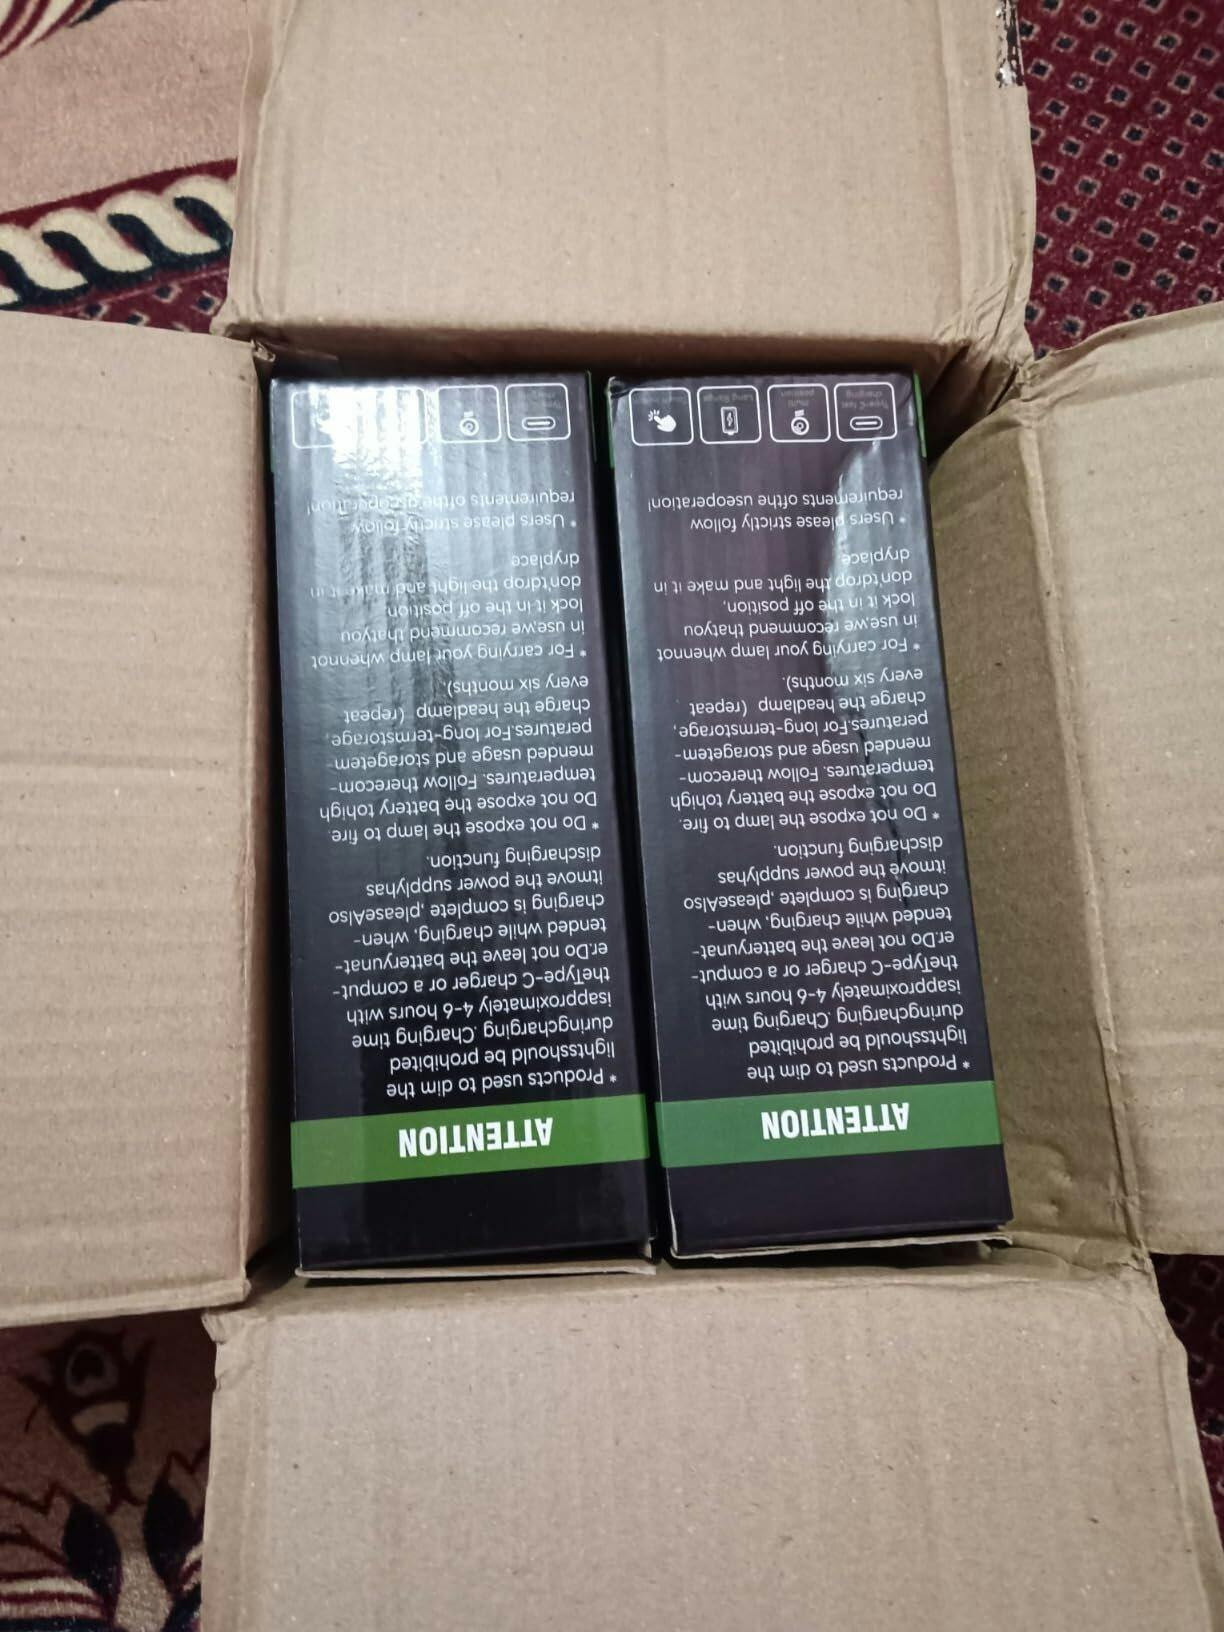 ATTENTION
* Products used to dim the
lightsshould be prohibited
duringcharging .Charging time
isapproximately 4-6 hours with
theType-C charger or a comput-
er.Do not leave the batteryunat-
tended while charging, when-
charging is complete ,pleaseAlso
itmove the power supplyhas
discharging function.
* Do not expose the lamp to fire.
Do not expose the battery tohigh
temperatures. Follow therecom-
mended usage and storagetem-
peratures.For long-termstorage,
charge the headlamp (repeat
every six months).
* For carrying your lamp whennot
in use,we recommend thatyou
lock it in the off position,
don'tdrop the light and make it in
dryplace
* Users please strictly follow
requirements ofthe useoperation!
Type-C fast
charging
multi
position
Long Range
ATTENTION
* Products used to dim the
lightsshould be prohibited
duringcharging .Charging time
isapproximately 4-6 hours with
theType-C charger or a comput-
er.Do not leave the batteryunat-
tended while charging, when-
charging is complete ,pleaseAlso
itmove the power supplyhas
discharging function.
* Do not expose the lamp to fire.
Do not expose the battery tohigh
temperatures. Follow therecom-
mended usage and storagetem-
peratures.For long-termstorage,
charge the headlamp (repeat
every six months).
* For carrying your lamp whennot
in use,we recommend thatyou
lock it in the off position,
don'tdrop the light and make it in
dryplace
* Users please strictly follow
requirements ofthe useoperation!